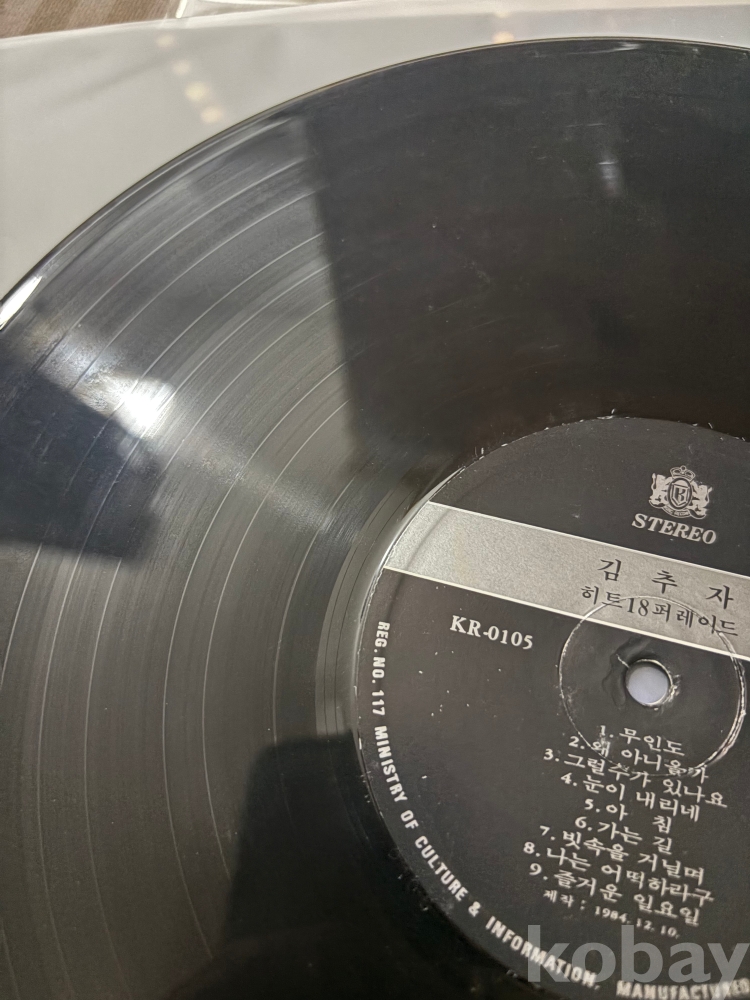 STEREO
김 추 자
히트18퍼레이드
KR-0105
1. 무인도
2. 왜 아니올까
3. 그럴수가 있나요
4. 눈이 내리네
5. 아 침
6. 가는 길
7. 빗속을 거닐며
8. 나는 어떡하라구
9. 즐거운 일요일
제작 : 1984. 12. 10.
REG. NO. 117 MINISTRY OF CULTURE & INFORMATION, MANUFACTURED
kobay